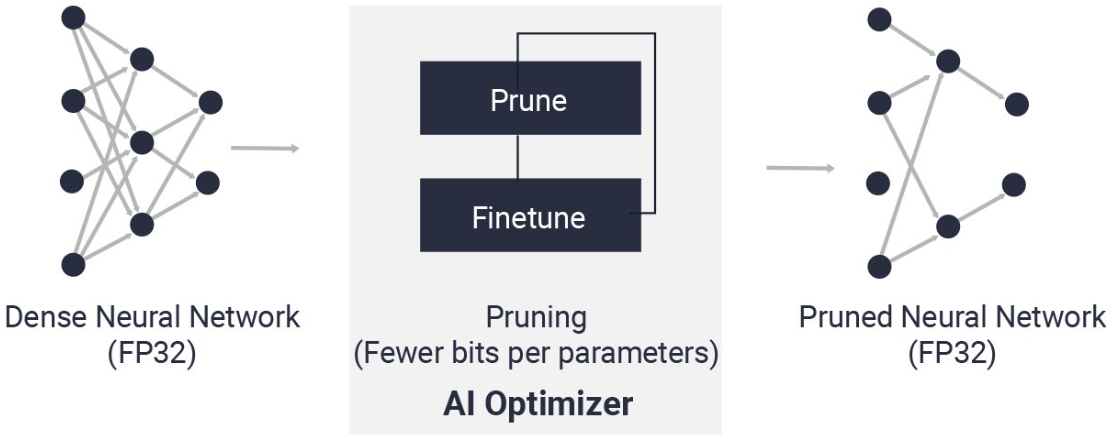 Prune
Finetune
Dense Neural Network
(FP32)
Pruning
(Fewer bits per parameters)
AI Optimizer
Pruned Neural Network
(FP32)